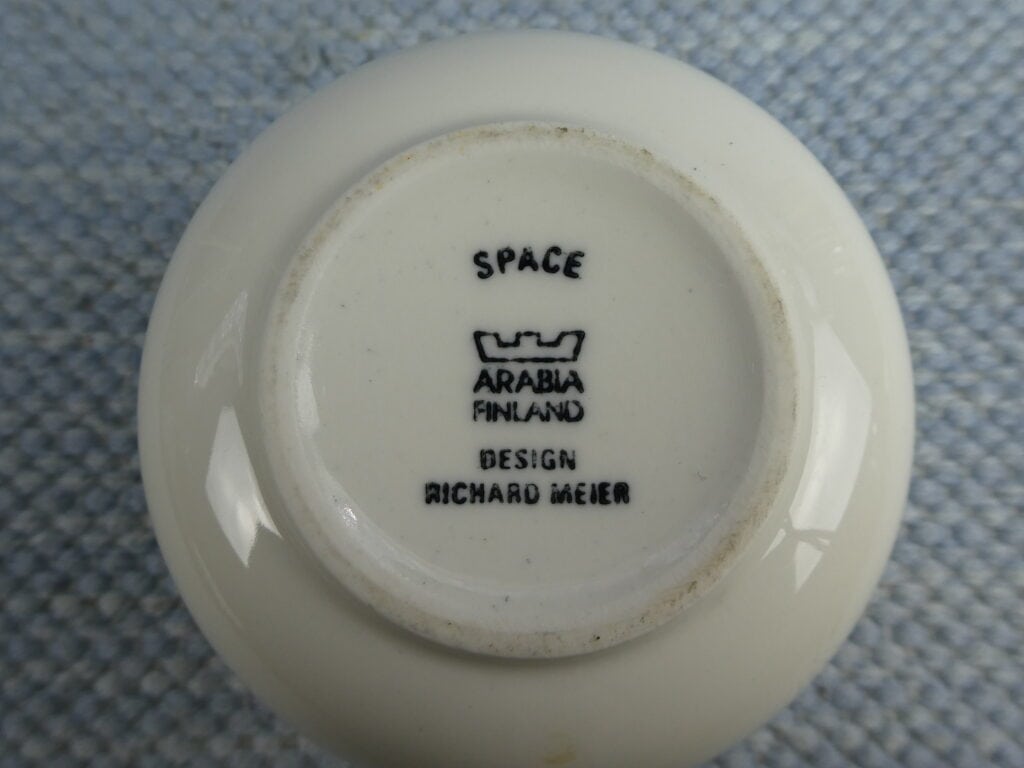 SPACE
ARABIA
FINLAND
DESIGN
RICHARD MEIER